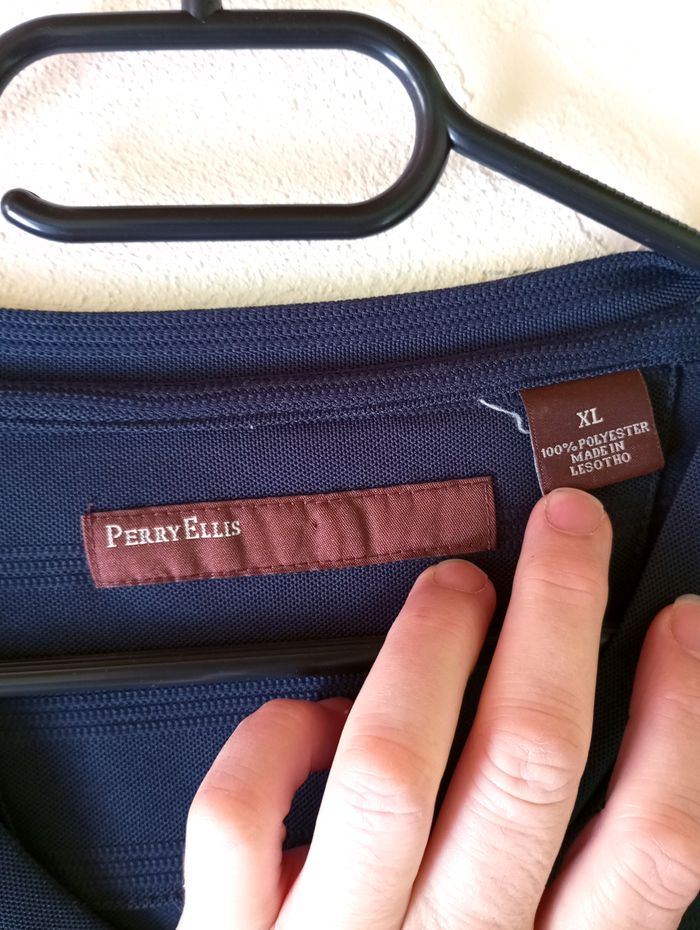 PERRY ELLIS
XL
100% POLYESTER
MADE IN
LESOTHO